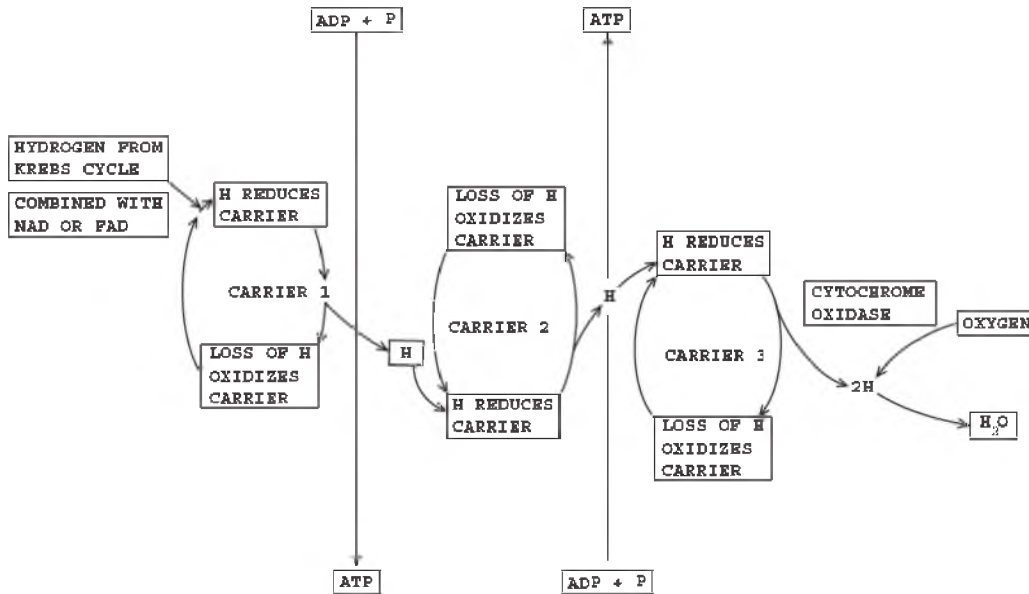 ADP + P
ATP
HYDROGEN FROM
KREBS CYCLE
COMBINED WITH
NAD OR FAD
H REDUCES
CARRIER
CARRIER 1
LOSS OF H
OXIDIZES
CARRIER
H
LOSS OF H
OXIDIZES
CARRIER
CARRIER 2
H REDUCES
CARRIER
H
H REDUCES
CARRIER
CARRIER 3
LOSS OF H
OXIDIZES
CARRIER
CYTOCHROME
OXIDASE
OXYGEN
2H
H₂O
ATP
ADP + P